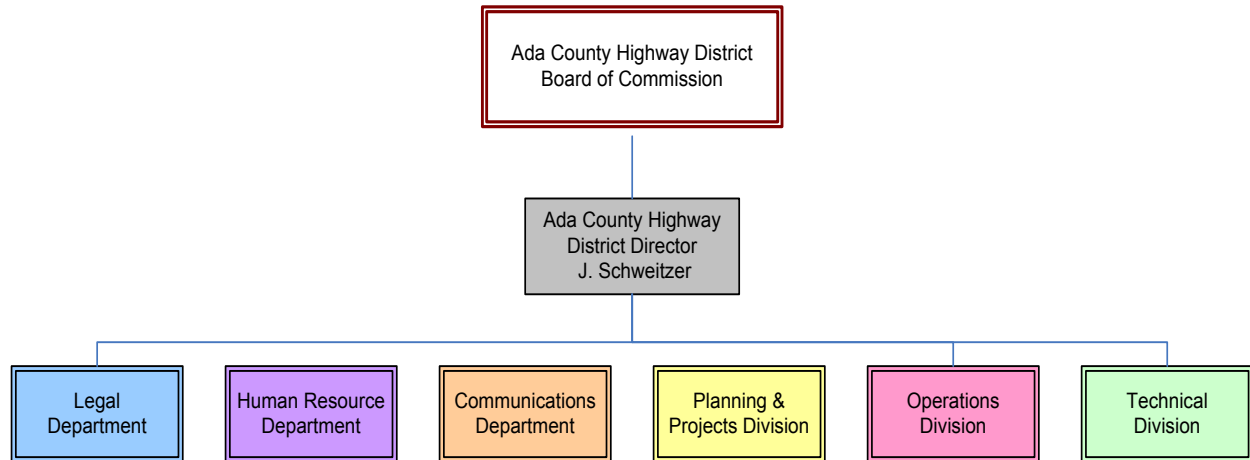 Ada County Highway District
Board of Commission
Ada County Highway
District Director
J. Schweitzer
Legal
Department
Human Resource
Department
Communications
Department
Planning &
Projects Division
Operations
Division
Technical
Division